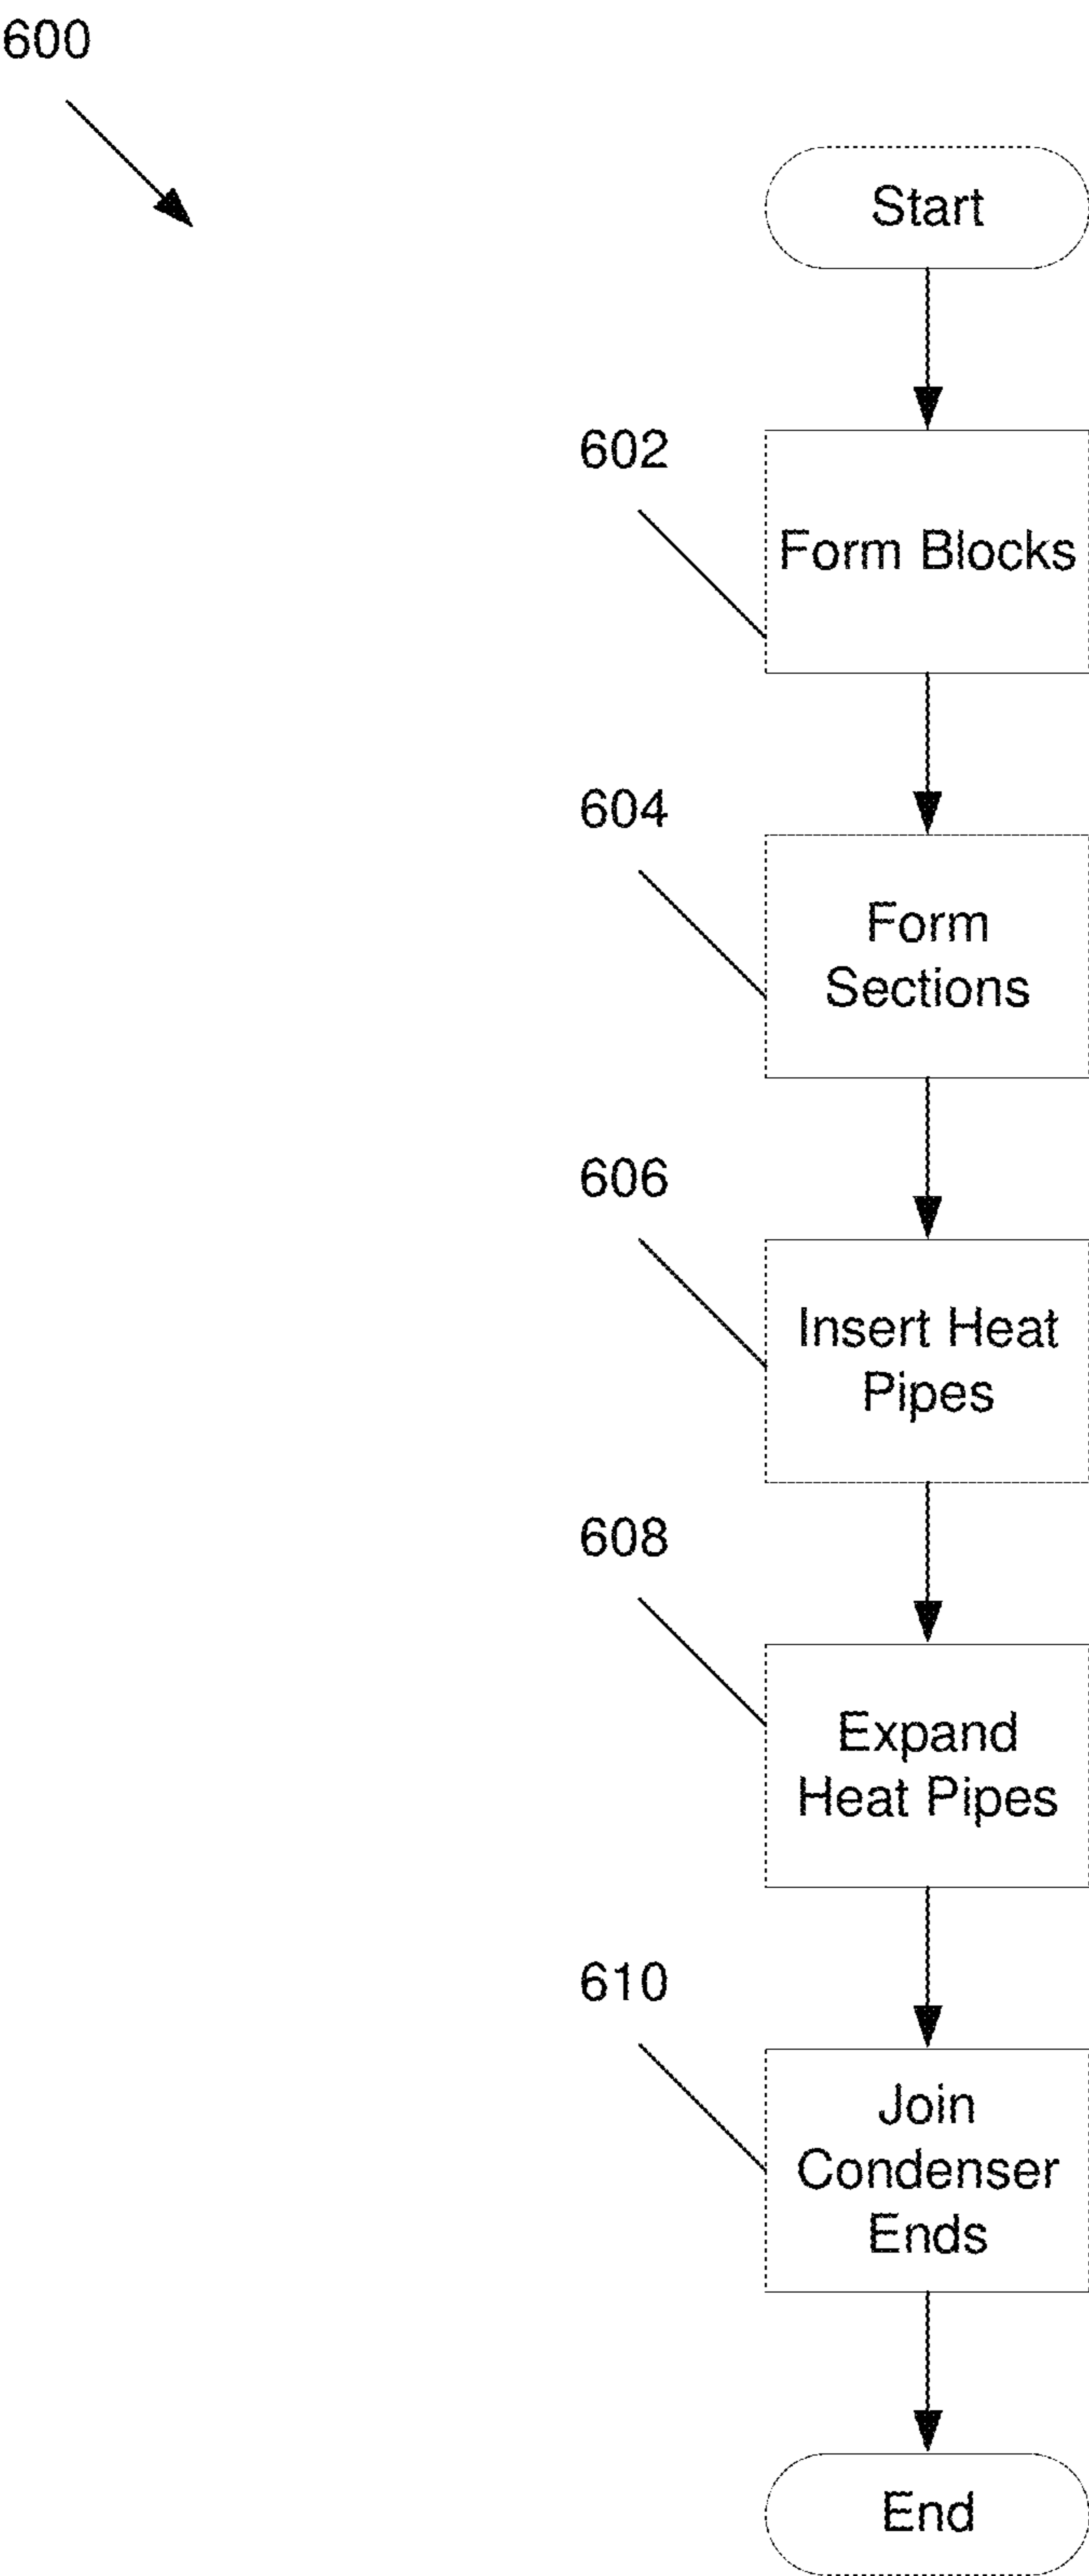 600
Start
602
Form Blocks
604
Form
Sections
606
Insert Heat
Pipes
608
Expand
Heat Pipes
610
Join
Condenser
Ends
End